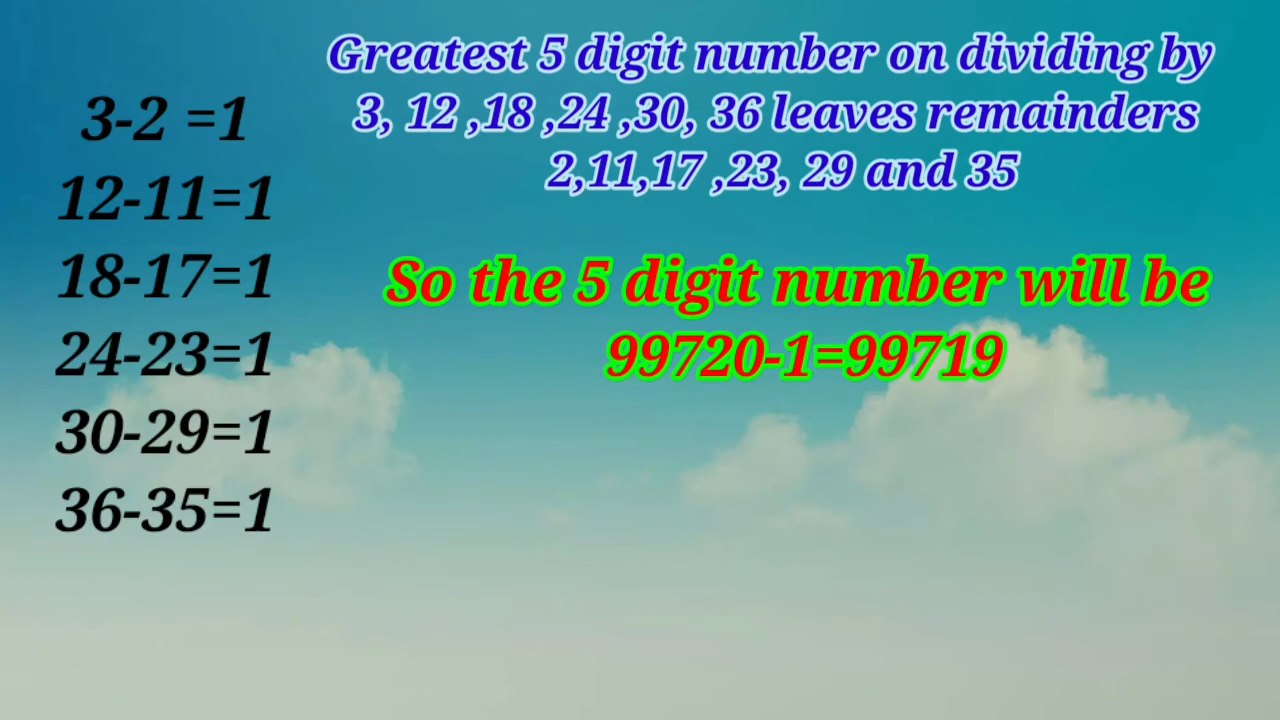 Greatest 5 digit number on dividing by
3, 12 ,18 ,24 ,30, 36 leaves remainders
2,11,17 ,23, 29 and 35
3-2 =1
12-11=1
18-17=1
24-23=1
30-29=1
36-35=1
So the 5 digit number will be
99720-1=99719